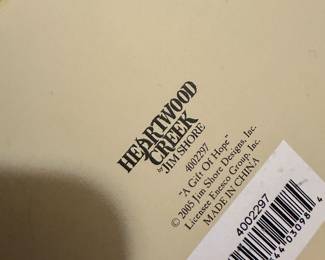 HEARTWOOD
CREEK
by JIM SHORE
4002297
"A Gift Of Hope"
© 2005 Jim Shore Designs, Inc.
Licensee Enesco Group, Inc.
MADE IN CHINA
4002297